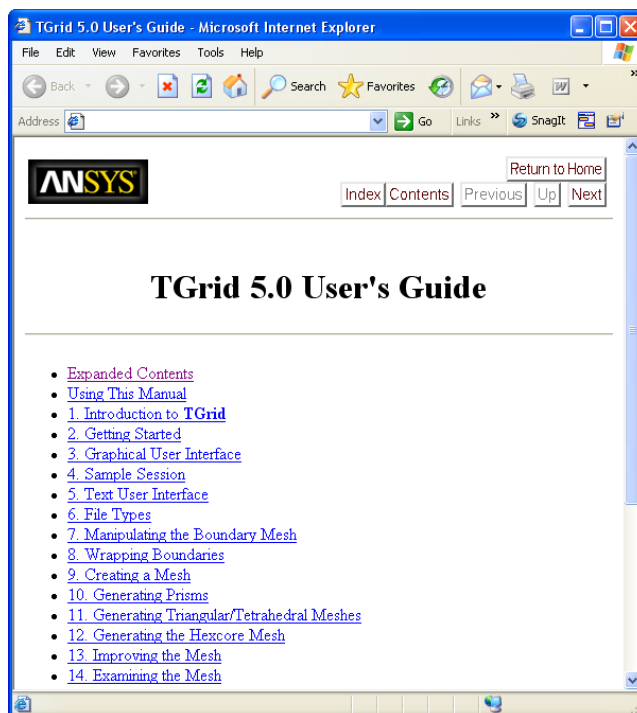 TGrid 5.0 User's Guide - Microsoft Internet Explorer
File Edit View Favorites Tools Help
Back Search Favorites W »
Address Go Links » SnagIt
ANSYS® Return to Home
Index Contents Previous Up Next
TGrid 5.0 User's Guide
• Expanded Contents
• Using This Manual
• 1. Introduction to TGrid
• 2. Getting Started
• 3. Graphical User Interface
• 4. Sample Session
• 5. Text User Interface
• 6. File Types
• 7. Manipulating the Boundary Mesh
• 8. Wrapping Boundaries
• 9. Creating a Mesh
• 10. Generating Prisms
• 11. Generating Triangular/Tetrahedral Meshes
• 12. Generating the Hexcore Mesh
• 13. Improving the Mesh
• 14. Examining the Mesh